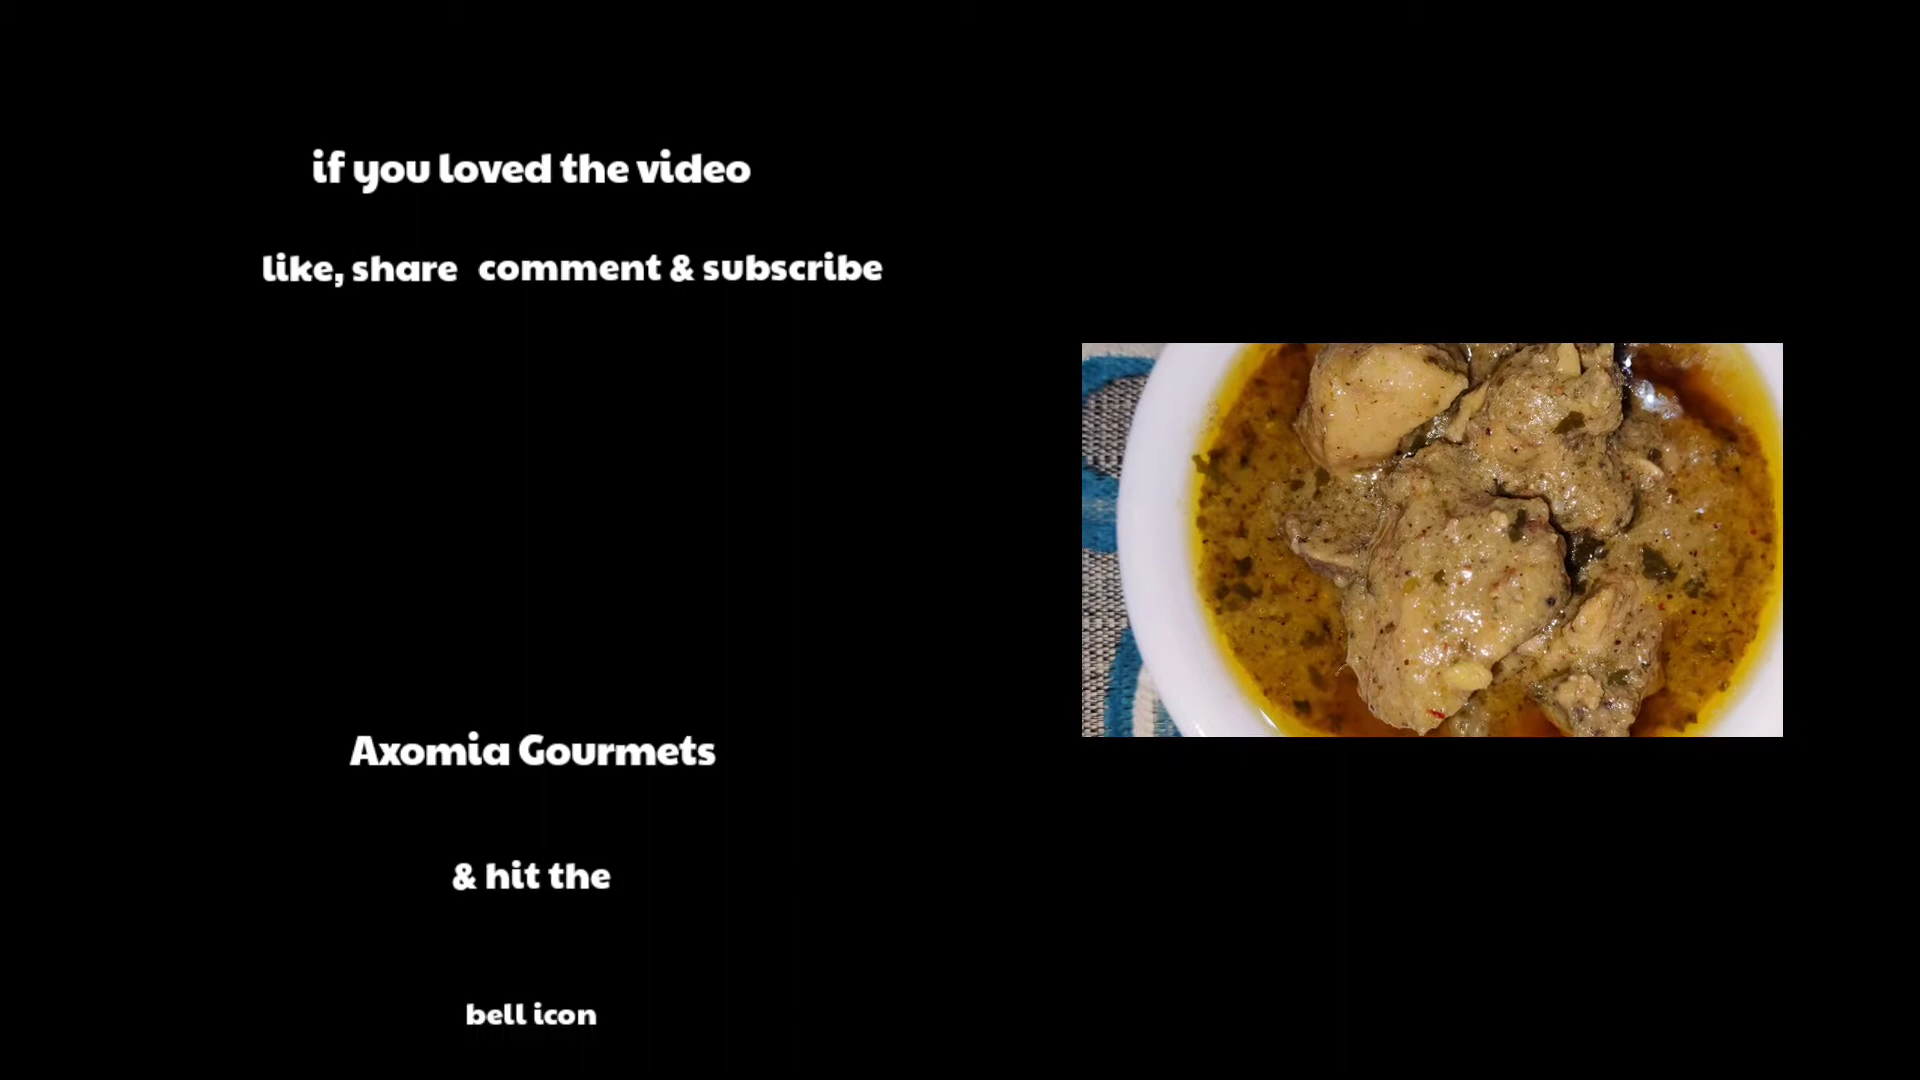 if you loved the video
like, share comment & subscribe
Axomia Gourmets
& hit the
bell icon